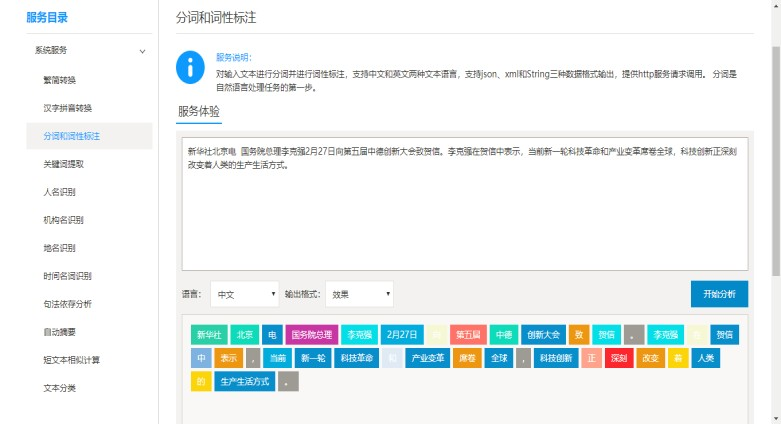 服务目录
系统服务
繁简转换
汉字拼音转换
分词和词性标注
关键词提取
人名识别
机构名识别
地名识别
时间名词识别
句法依存分析
自动摘要
短文本相似计算
文本分类
分词和词性标注
服务说明:
对输入文本进行分词并进行词性标注，支持中文和英文两种文本语言，支持json、xml和String三种数据格式输出，提供http服务请求调用。 分词是
自然语言处理任务的第一步。
服务体验
新华社北京电 国务院总理李克强2月27日向第五届中德创新大会致贺信。李克强在贺信中表示，当前新一轮科技革命和产业变革席卷全球，科技创新正深刻
改变着人类的生产生活方式。
语言: 中文 输出格式: 效果 开始分析
新华社 北京 电 国务院总理 李克强 2月27日 向 第五届 中德 创新大会 致 贺信 。 李克强 在 贺信
中 表示 ， 当前 新一轮 科技革命 和 产业变革 席卷 全球 ， 科技创新 正 深刻 改变 着 人类
的 生产生活方式 。